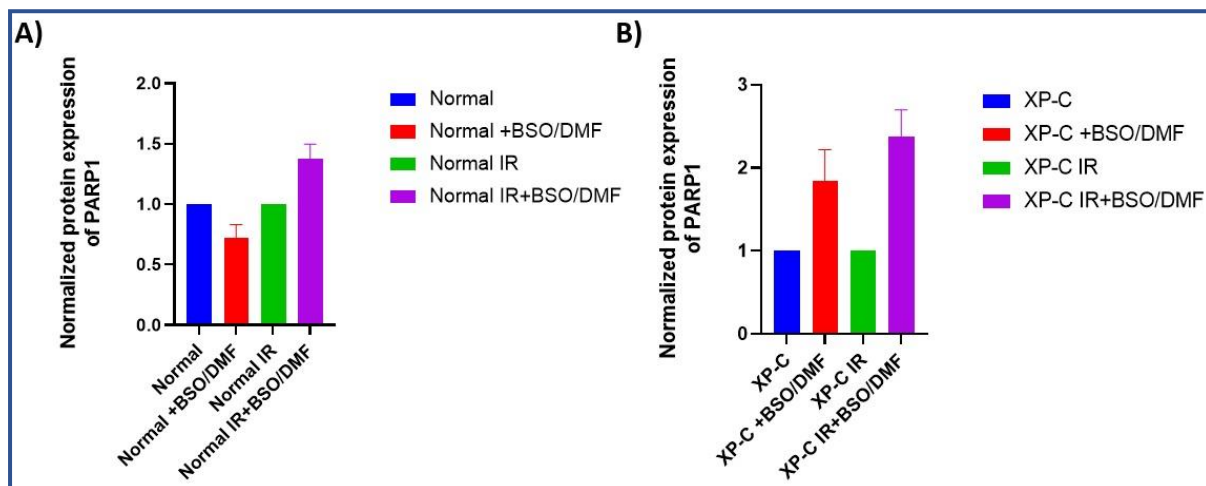 A)
Normalized protein expression
of PARP1
2.0
1.5
1.0
0.5
0.0
Normal
Normal +BSO/DMF
Normal IR
Normal IR+BSO/DMF
Normal
Normal +BSO/DMF
Normal IR
Normal IR+BSO/DMF
B)
Normalized protein expression
of PARP1
3
2
1
0
XP-C
XP-C +BSO/DMF
XP-C IR
XP-C IR+BSO/DMF
XP-C
XP-C +BSO/DMF
XP-C IR
XP-C IR+BSO/DMF